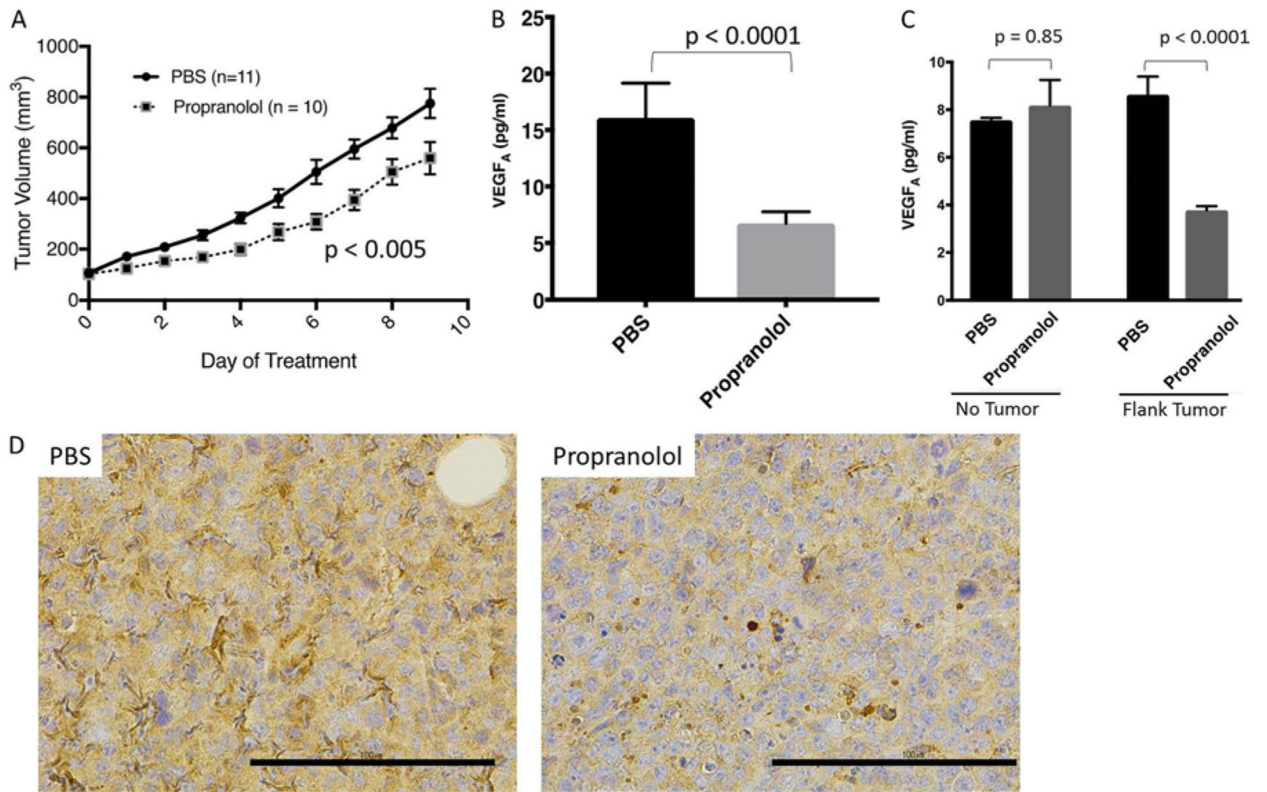 A
Tumor Volume (mm³)
1000
800
600
400
200
0
PBS (n=11)
Propranolol (n = 10)
p < 0.005
0
2
4
6
8
10
Day of Treatment
B
VEGF_A (pg/ml)
25
20
15
10
5
0
p < 0.0001
PBS
Propranolol
C
VEGF_A (pg/ml)
10
8
6
4
2
0
p = 0.85
p < 0.0001
PBS
Propranolol
PBS
Propranolol
No Tumor
Flank Tumor
D
PBS
Propranolol